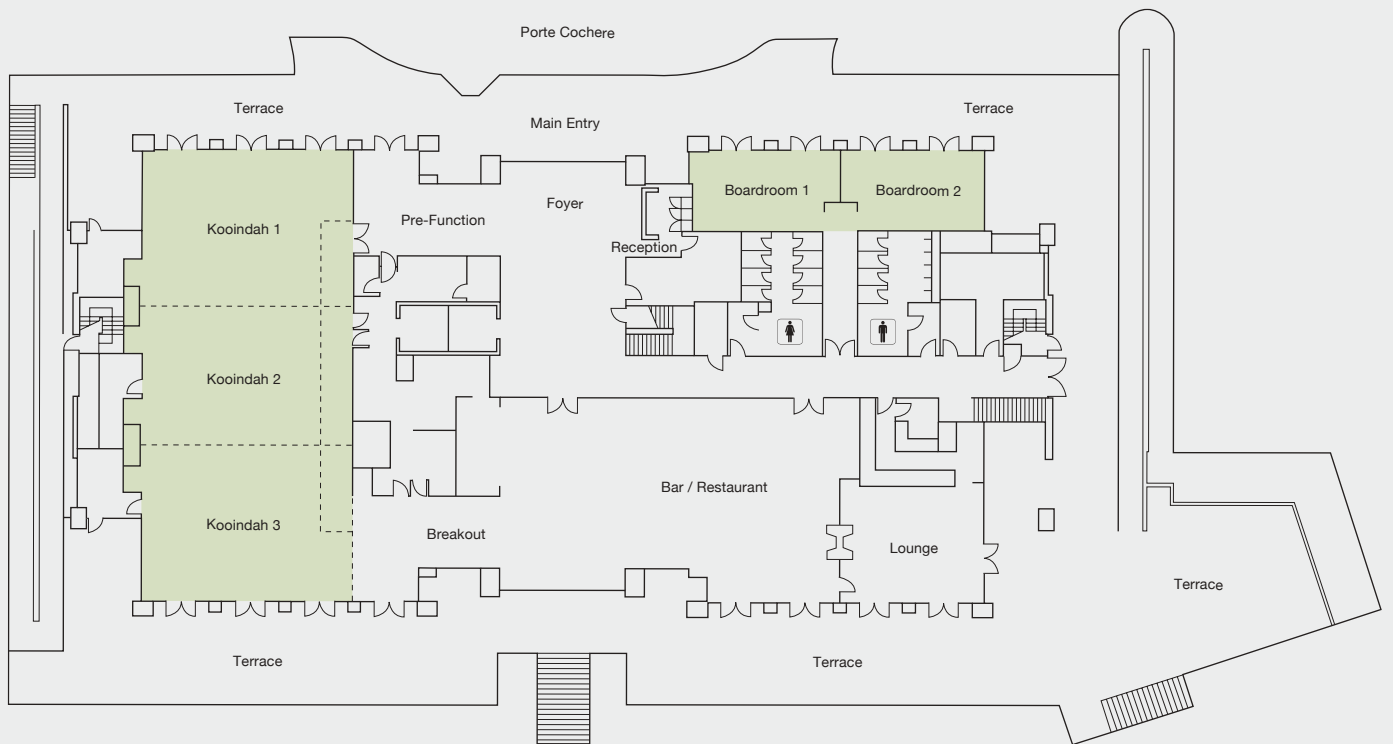 Porte Cochere
Terrace
Terrace
Main Entry
Boardroom 1
Boardroom 2
Foyer
Pre-Function
Kooindah 1
Reception
Kooindah 2
Bar / Restaurant
Kooindah 3
Breakout
Lounge
Terrace
Terrace
Terrace